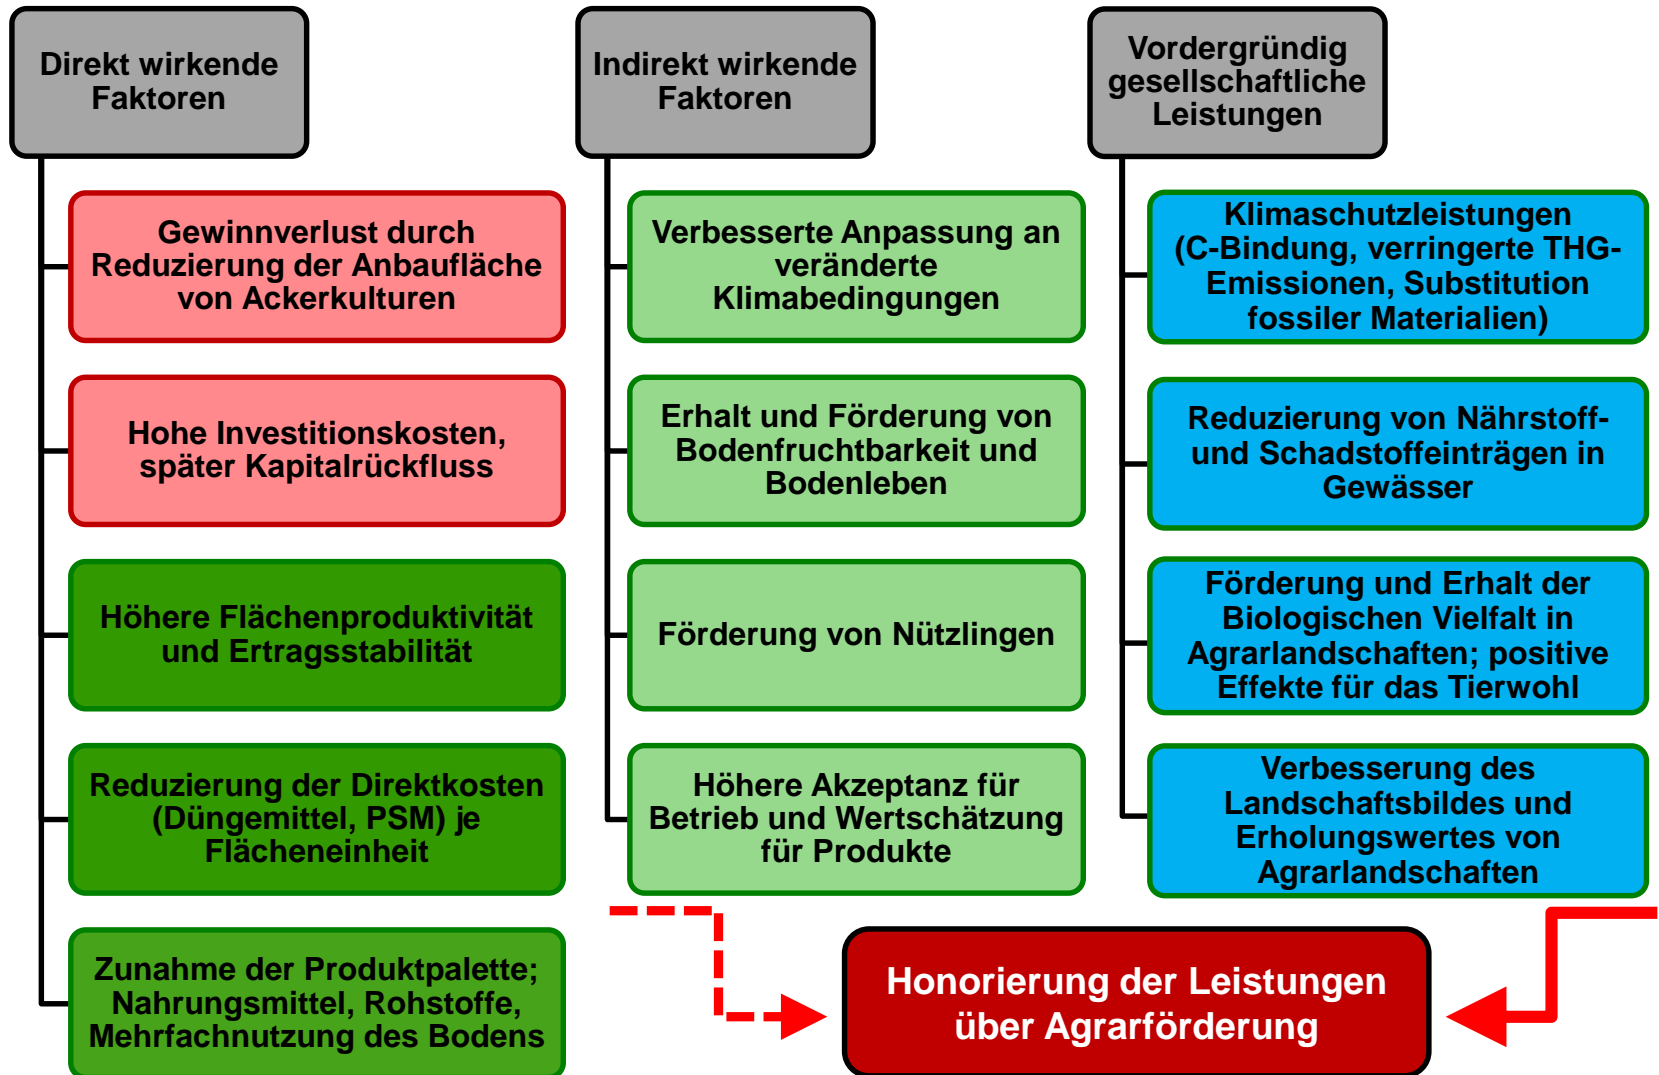 Direkt wirkende
Faktoren
Gewinnverlust durch
Reduzierung der Anbaufläche
von Ackerkulturen
Hohe Investitionskosten,
später Kapitalrückfluss
Höhere Flächenproduktivität
und Ertragsstabilität
Reduzierung der Direktkosten
(Düngemittel, PSM) je
Flächeneinheit
Zunahme der Produktpalette;
Nahrungsmittel, Rohstoffe,
Mehrfachnutzung des Bodens
Indirekt wirkende
Faktoren
Verbesserte Anpassung an
veränderte
Klimabedingungen
Erhalt und Förderung von
Bodenfruchtbarkeit und
Bodenleben
Förderung von Nützlingen
Höhere Akzeptanz für
Betrieb und Wertschätzung
für Produkte
Vordergründig
gesellschaftliche
Leistungen
Klimaschutzleistungen
(C-Bindung, verringerte THG-
Emissionen, Substitution
fossiler Materialien)
Reduzierung von Nährstoff-
und Schadstoffeinträgen in
Gewässer
Förderung und Erhalt der
Biologischen Vielfalt in
Agrarlandschaften; positive
Effekte für das Tierwohl
Verbesserung des
Landschaftsbildes und
Erholungswertes von
Agrarlandschaften
Honorierung der Leistungen
über Agrarförderung